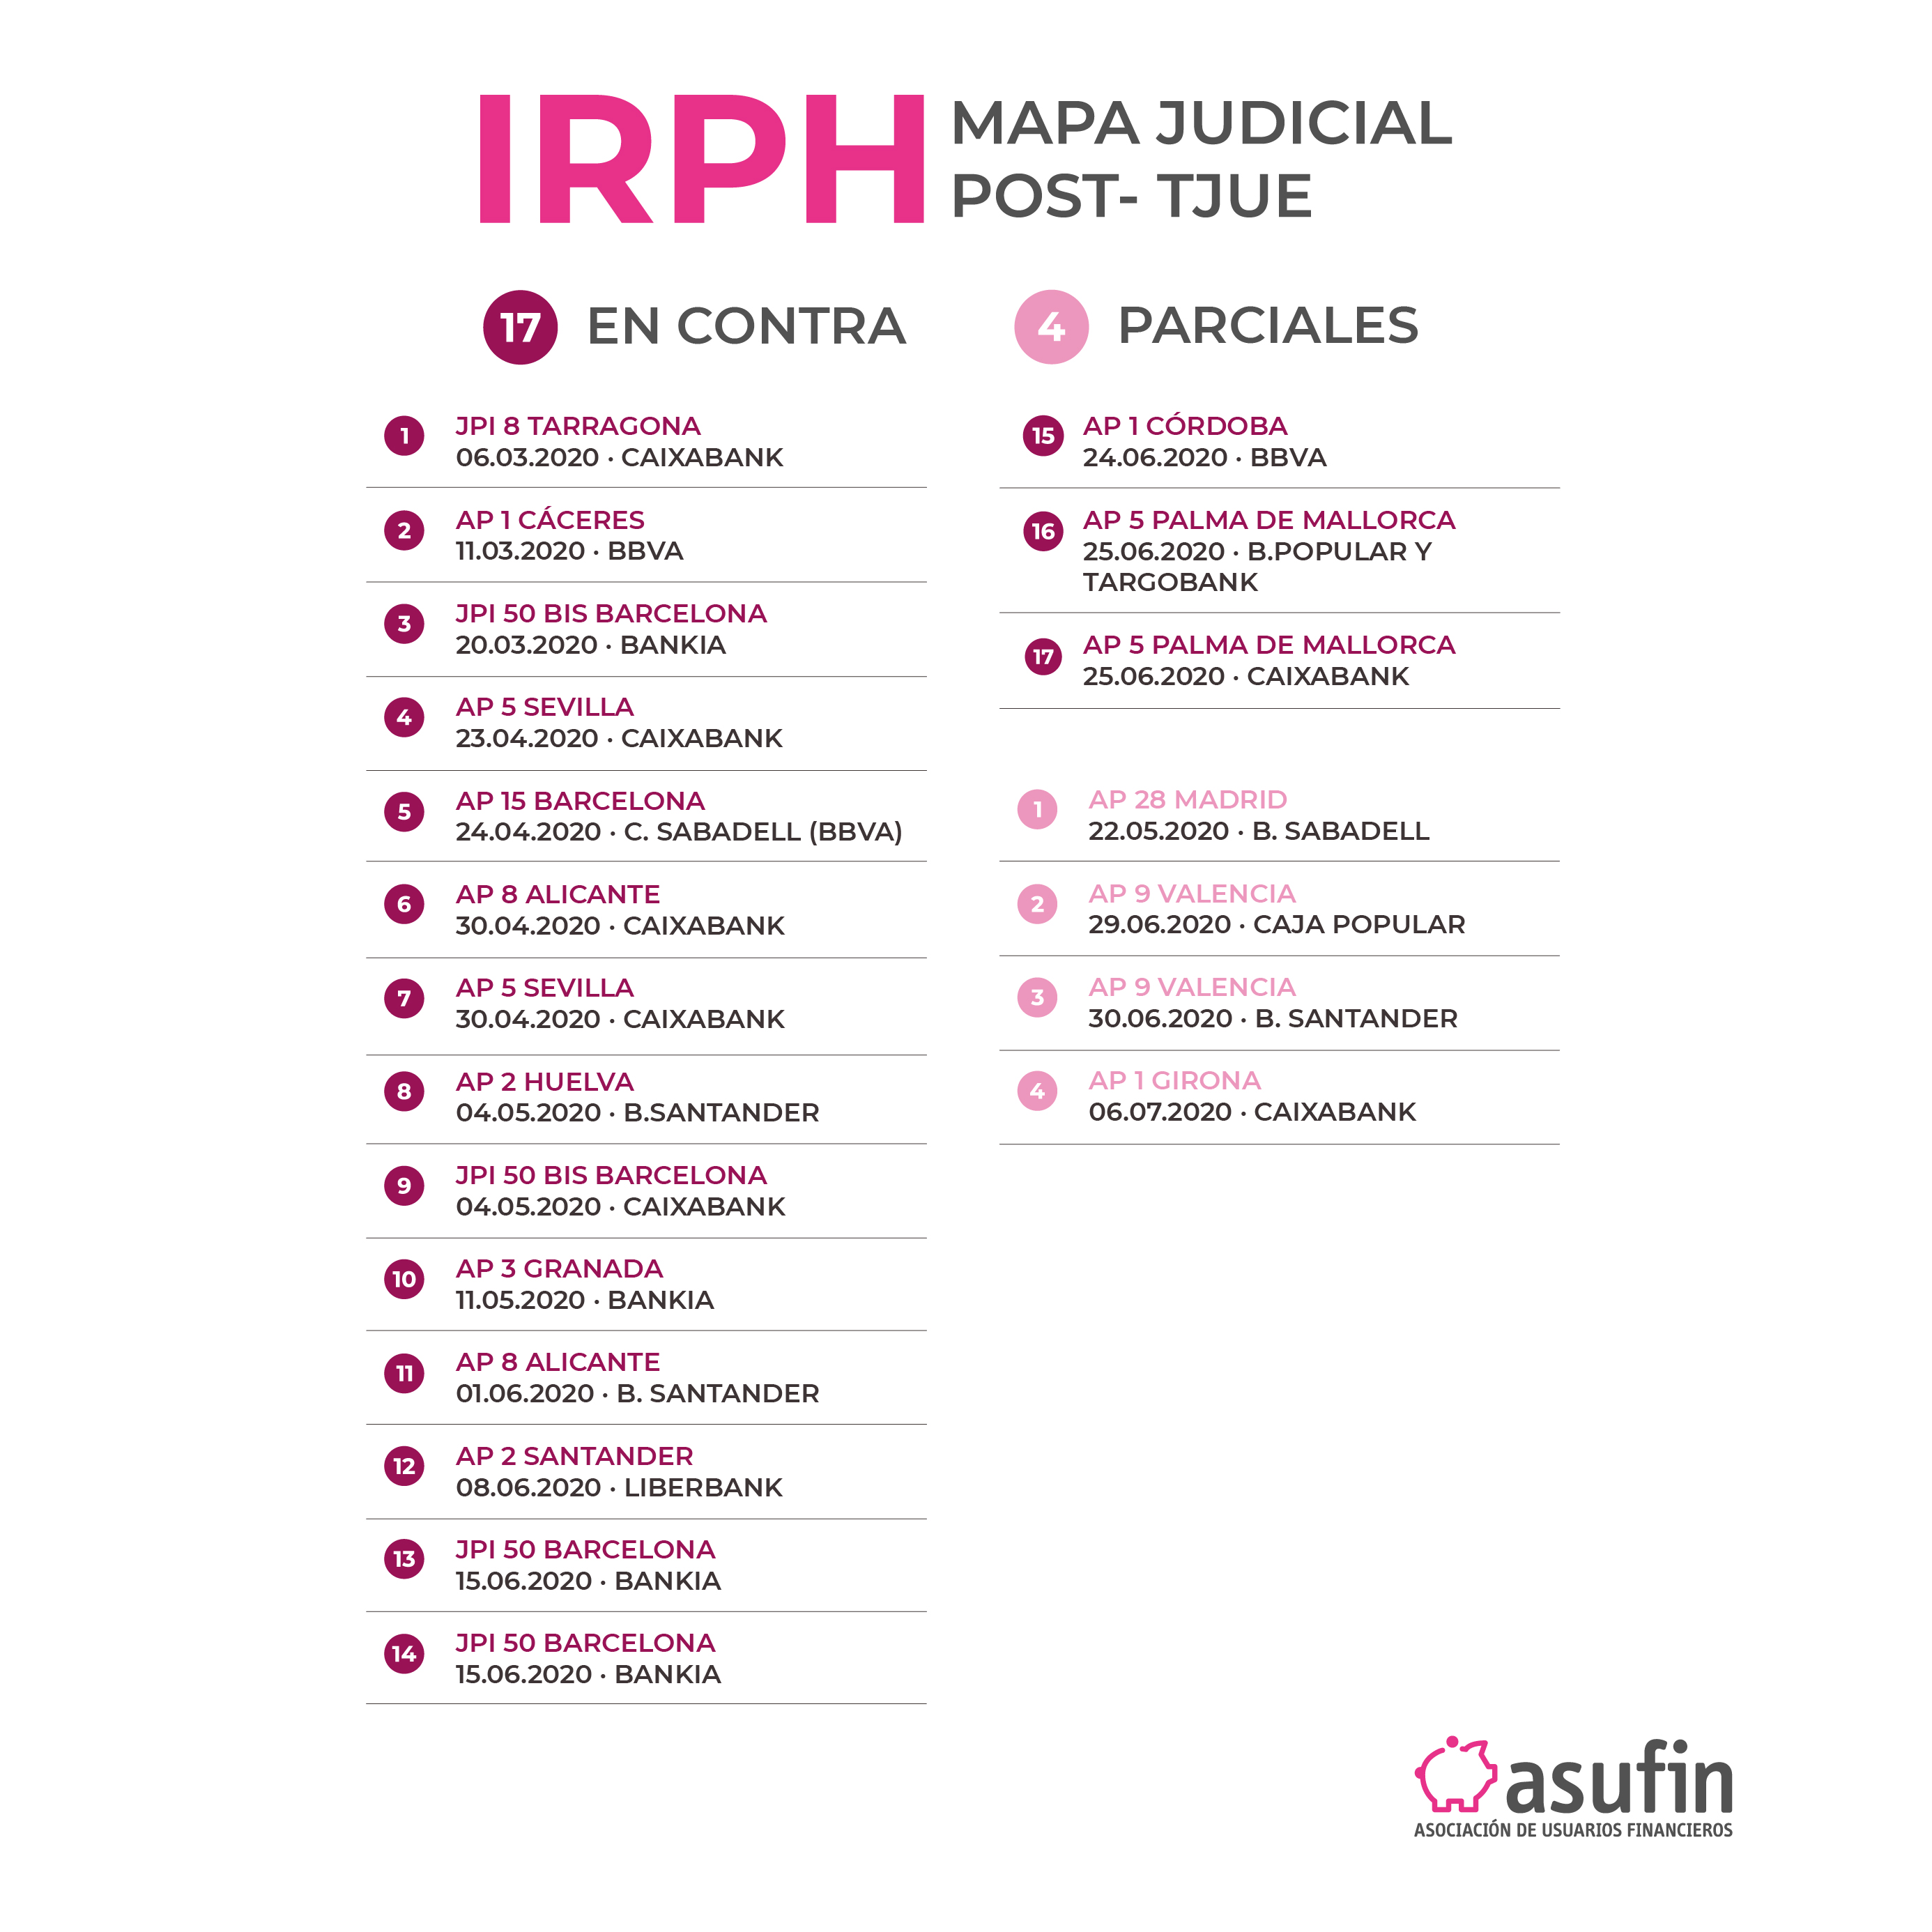 IRPH
MAPA JUDICIAL
POST- TJUE
17 EN CONTRA
1 JPI 8 TARRAGONA
06.03.2020 · CAIXABANK
2 AP 1 CÁCERES
11.03.2020 · BBVA
3 JPI 50 BIS BARCELONA
20.03.2020 · BANKIA
4 AP 5 SEVILLA
23.04.2020 · CAIXABANK
5 AP 15 BARCELONA
24.04.2020 · C. SABADELL (BBVA)
6 AP 8 ALICANTE
30.04.2020 · CAIXABANK
7 AP 5 SEVILLA
30.04.2020 · CAIXABANK
8 AP 2 HUELVA
04.05.2020 · B.SANTANDER
9 JPI 50 BIS BARCELONA
04.05.2020 · CAIXABANK
10 AP 3 GRANADA
11.05.2020 · BANKIA
11 AP 8 ALICANTE
01.06.2020 · B. SANTANDER
12 AP 2 SANTANDER
08.06.2020 · LIBERBANK
13 JPI 50 BARCELONA
15.06.2020 · BANKIA
14 JPI 50 BARCELONA
15.06.2020 · BANKIA
4 PARCIALES
15 AP 1 CÓRDOBA
24.06.2020 · BBVA
16 AP 5 PALMA DE MALLORCA
25.06.2020 · B.POPULAR Y
TARGOBANK
17 AP 5 PALMA DE MALLORCA
25.06.2020 · CAIXABANK
1 AP 28 MADRID
22.05.2020 · B. SABADELL
2 AP 9 VALENCIA
29.06.2020 · CAJA POPULAR
3 AP 9 VALENCIA
30.06.2020 · B. SANTANDER
4 AP 1 GIRONA
06.07.2020 · CAIXABANK
asufin
ASOCIACIÓN DE USUARIOS FINANCIEROS